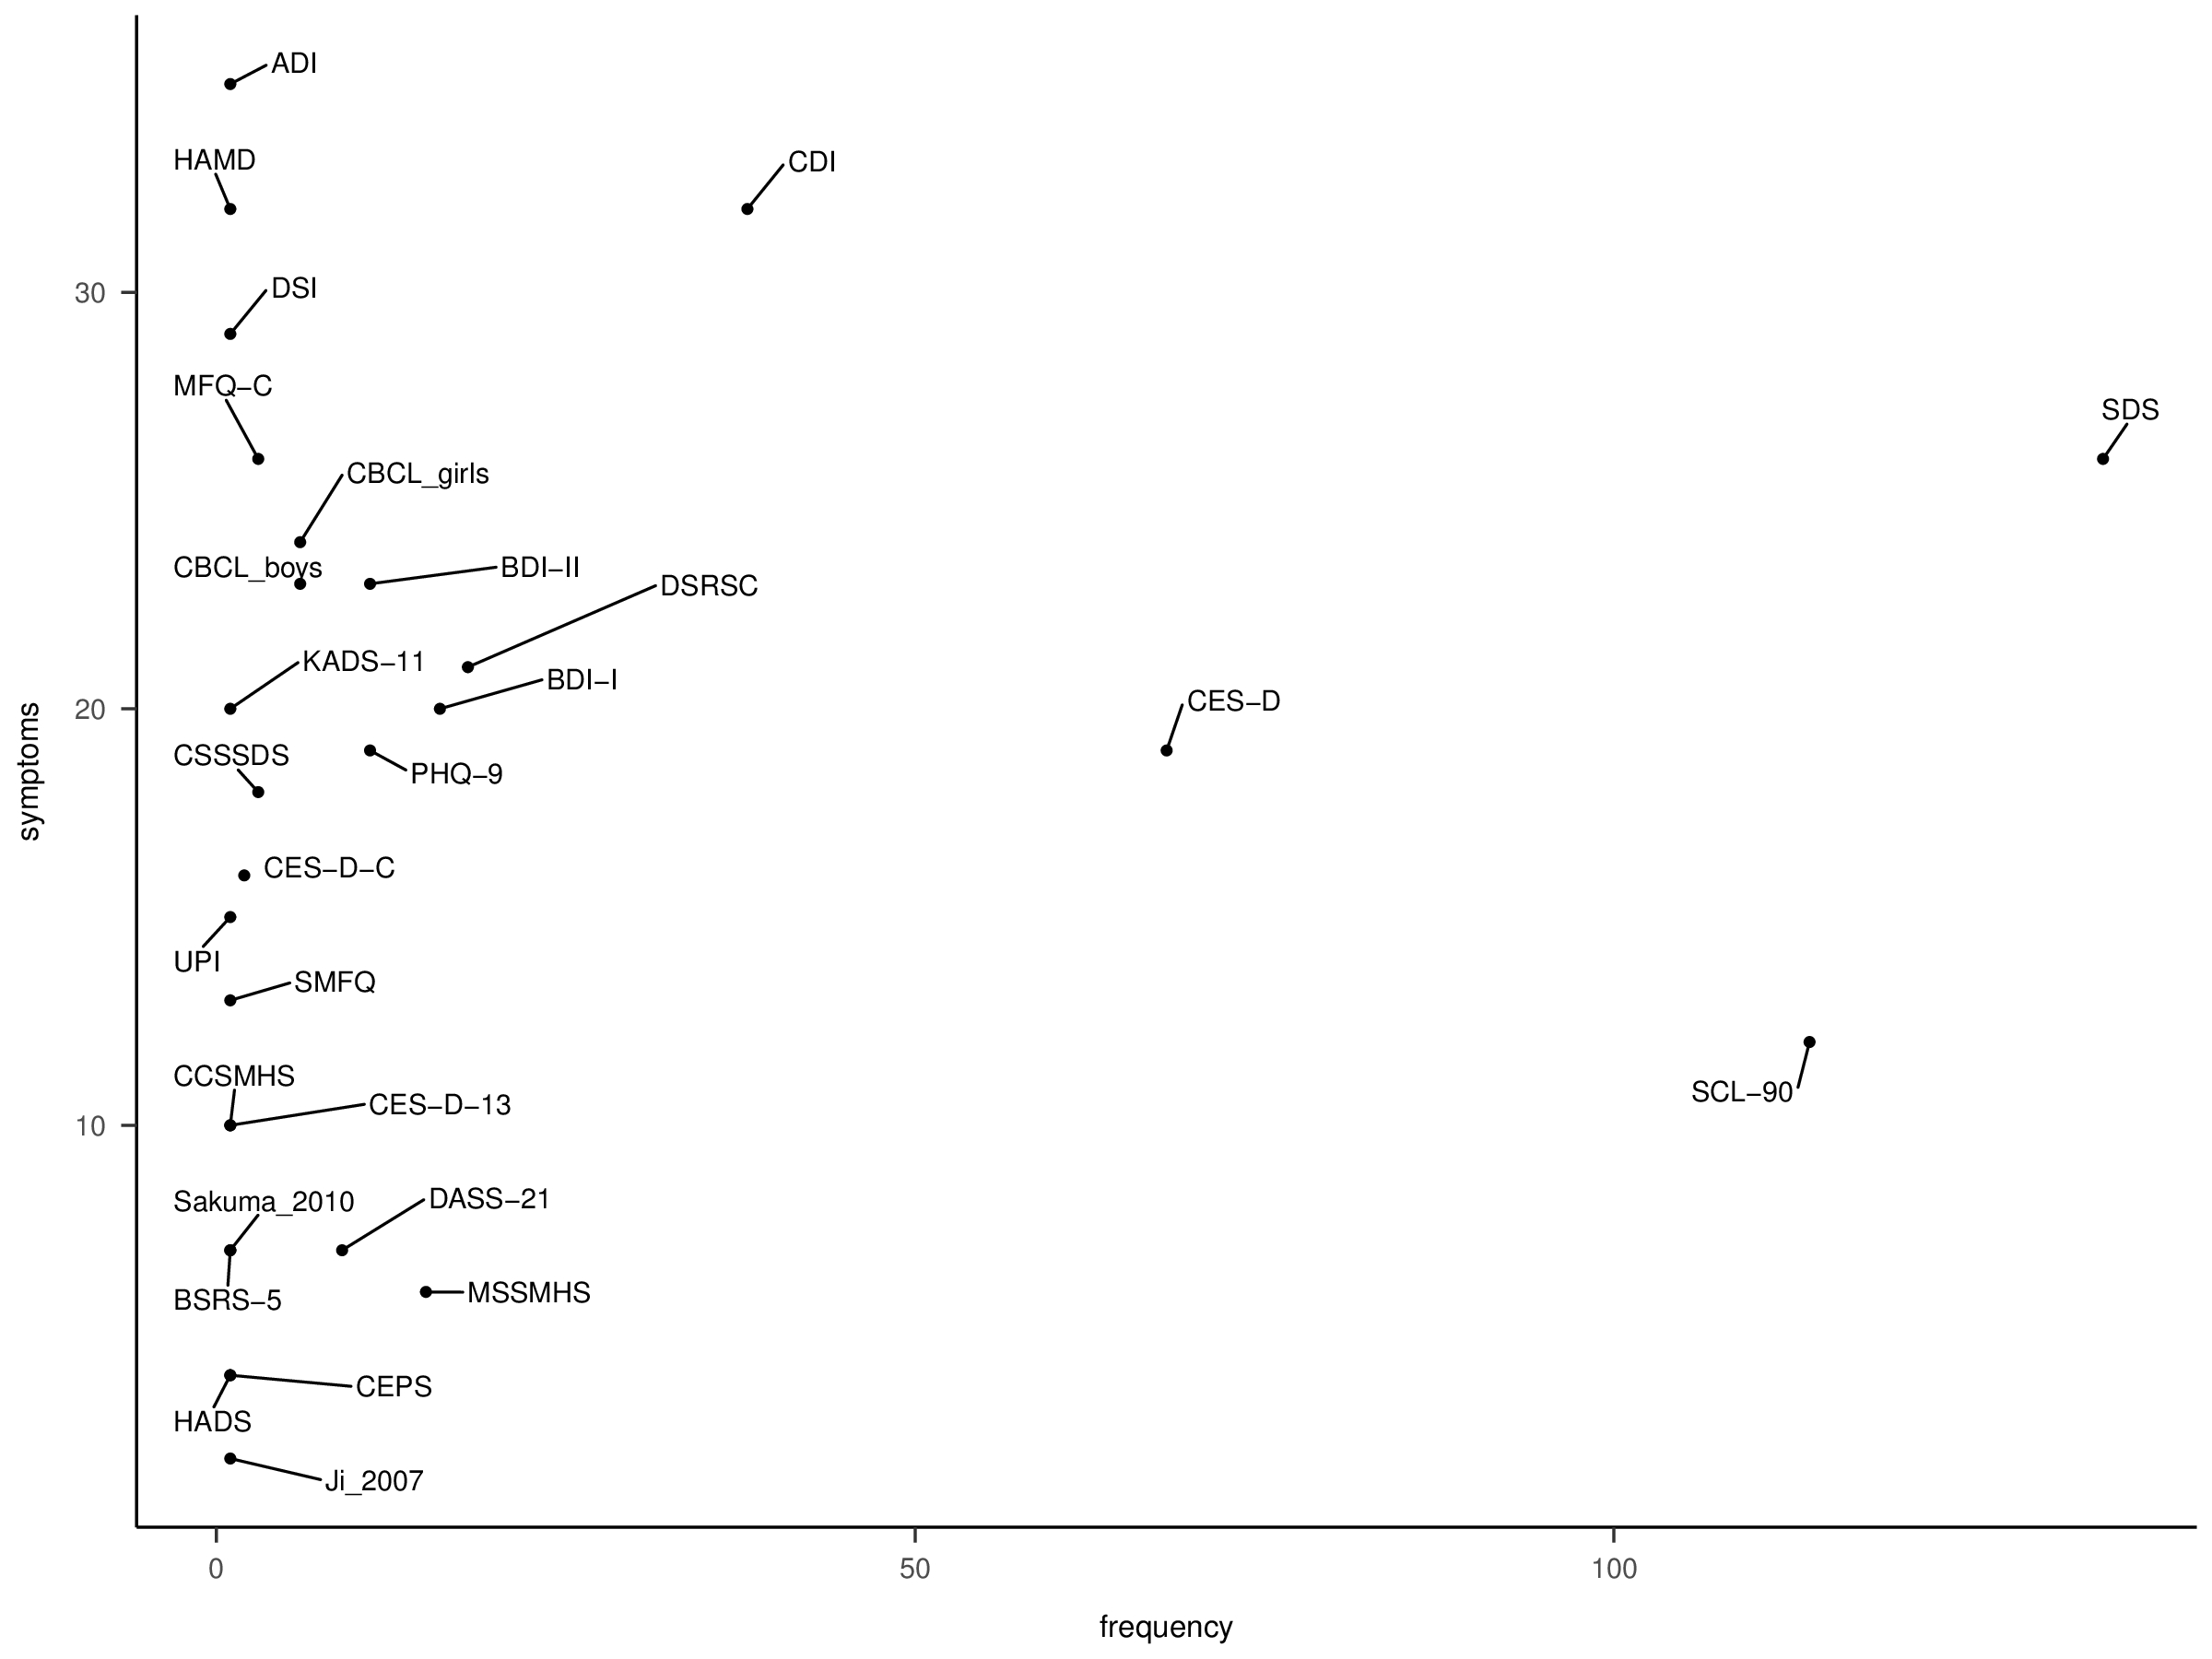 ADI
HAMD
CDI
30
DSI
MFQ−C
SDS
CBCL_girls
CBCL_boys
BDI−II
DSRSC
KADS−11
BDI−I
CES−D
20
symptoms
CSSSDS
PHQ−9
CES−D−C
UPI
SMFQ
CCSMHS
SCL−90
CES−D−13
10
Sakuma_2010
DASS−21
BSRS−5
MSSMHS
CEPS
HADS
Ji_2007
0
50
100
frequency